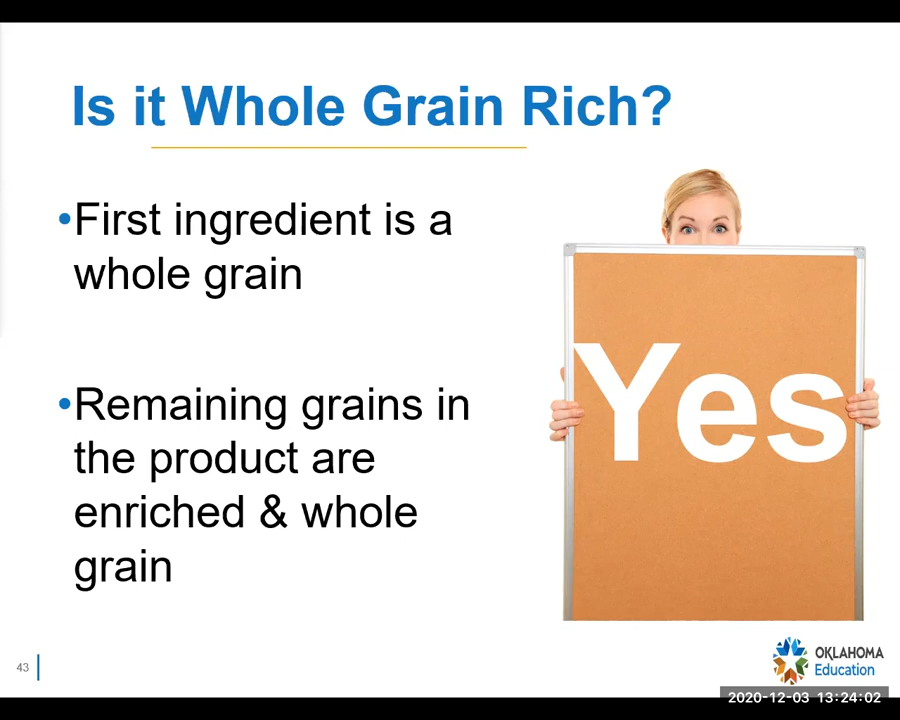 Is it Whole Grain Rich?
•First ingredient is a
whole grain
•Remaining grains in
the product are
enriched & whole
grain
Yes
43
OKLAHOMA
Education
2020-12-03 13:24:02